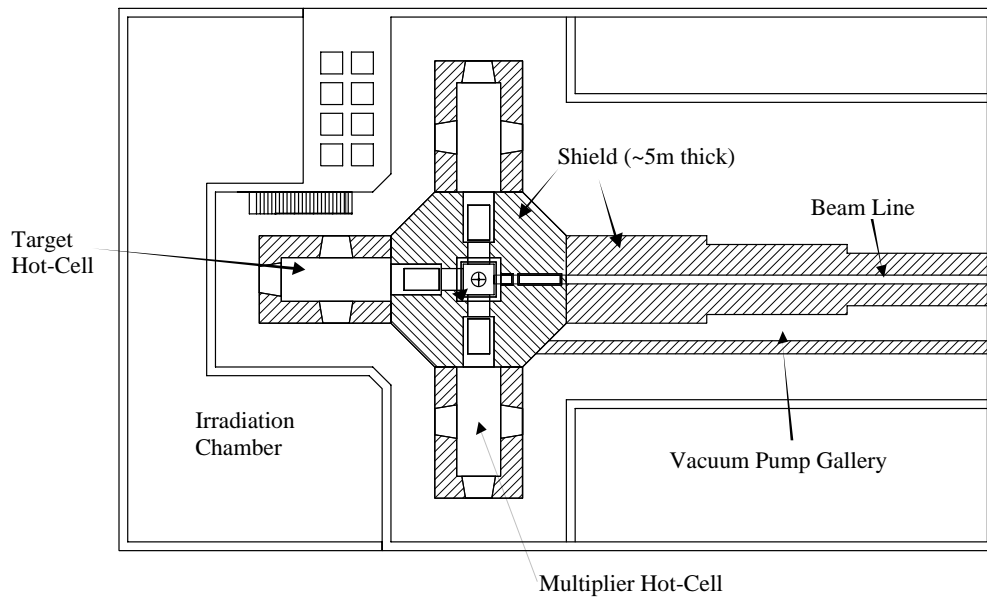 Shield (~5m thick)
Beam Line
Target
Hot-Cell
Irradiation
Chamber
Vacuum Pump Gallery
Multiplier Hot-Cell